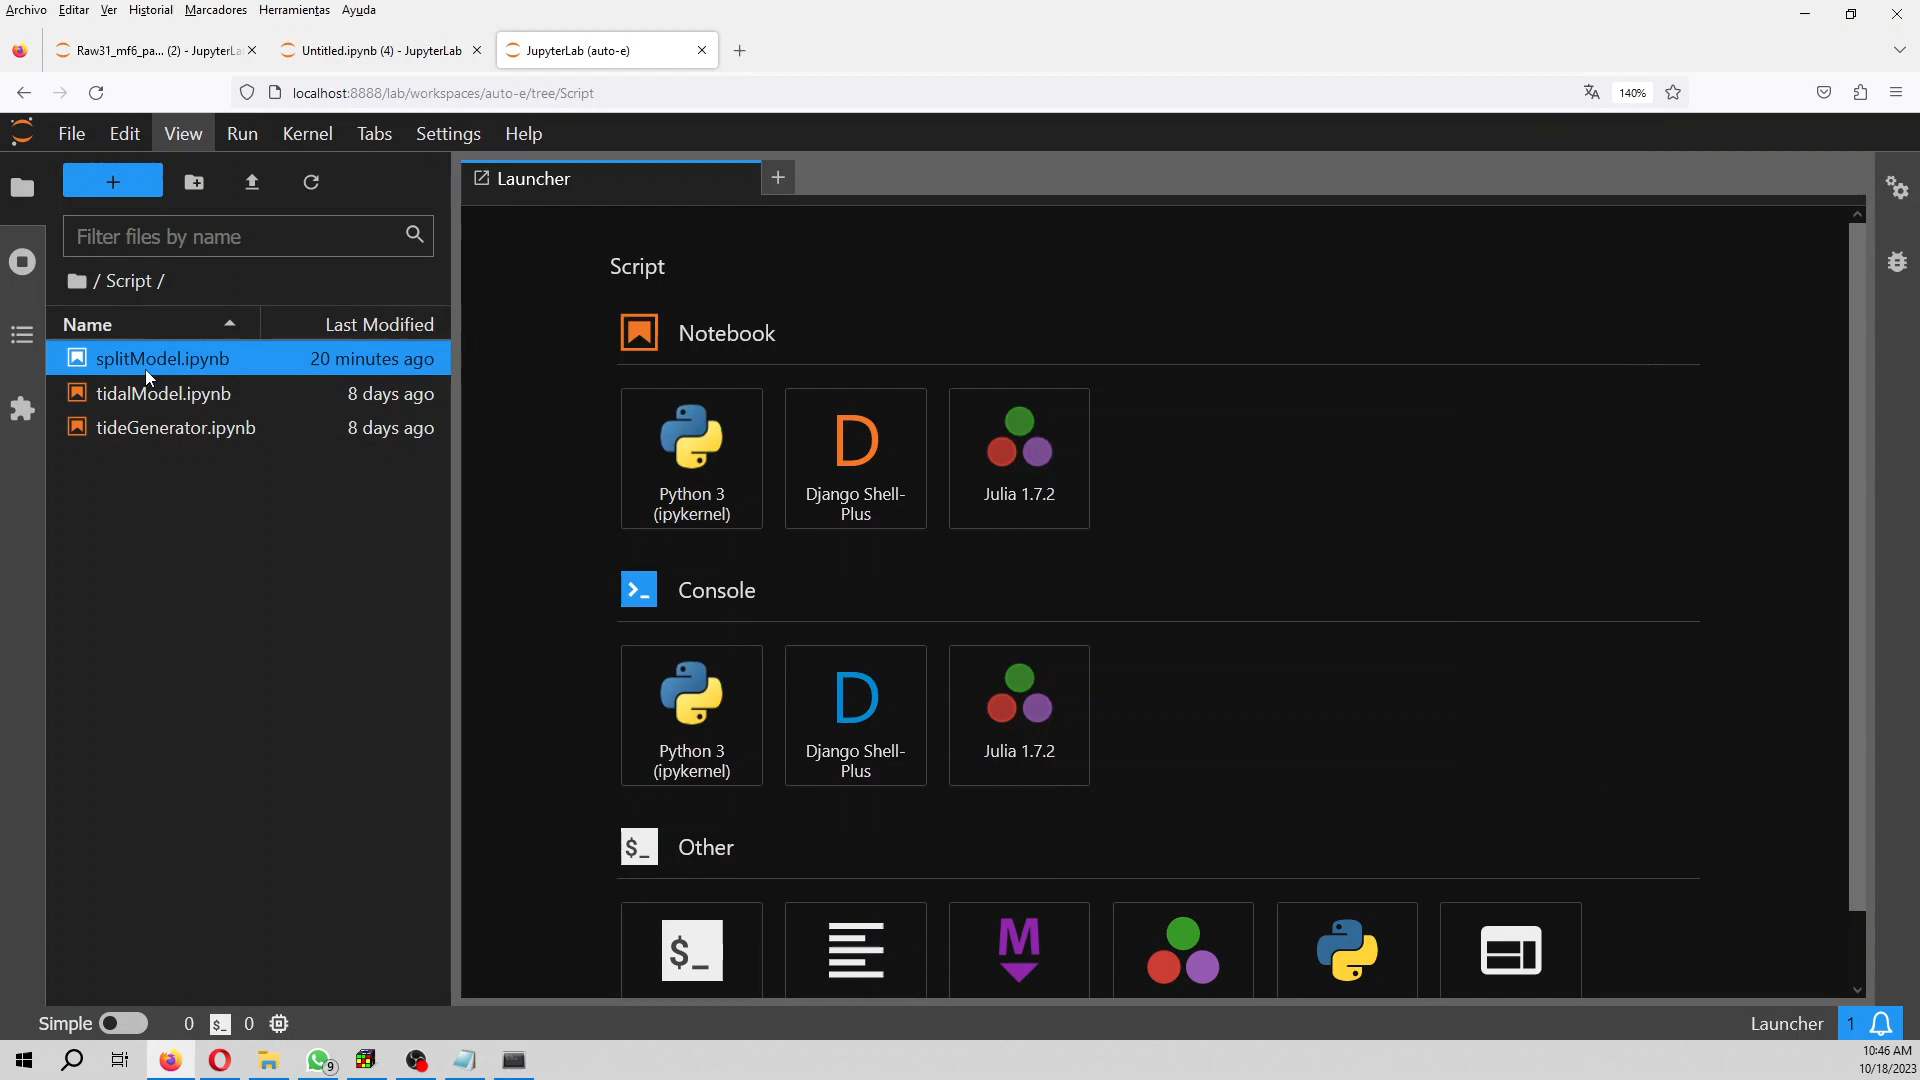 Archivo Editar Ver Historial Marcadores Herramientas Ayuda
Raw31_mf6_pa... (2) - JupyterLa
Untitled.ipynb (4) - JupyterLab
JupyterLab (auto-e)
localhost:8888/lab/workspaces/auto-e/tree/Script
140%
File Edit View Run Kernel Tabs Settings Help
Filter files by name
/ Script /
Name Last Modified
splitModel.ipynb 20 minutes ago
tidalModel.ipynb 8 days ago
tideGenerator.ipynb 8 days ago
Launcher
Script
Notebook
Python 3
(ipykernel)
Django Shell-
Plus
Julia 1.7.2
Console
Python 3
(ipykernel)
Django Shell-
Plus
Julia 1.7.2
$_ Other
$_
M
Simple 0 $_ 0
Launcher 1
9
10:46 AM
10/18/2023